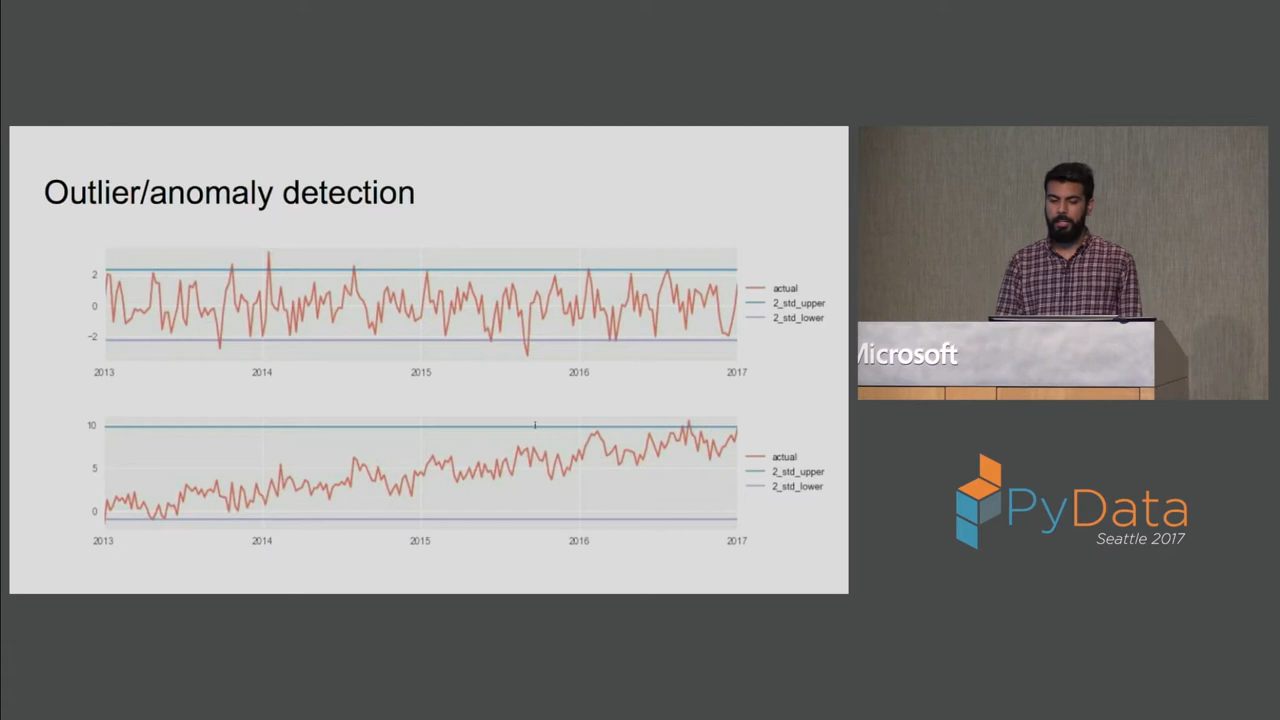 Outlier/anomaly detection
2
0
−2
2013 2014 2015 2016 2017
actual
2_std_upper
2_std_lower
10
5
0
2013 2014 2015 2016 2017
actual
2_std_upper
2_std_lower
Microsoft
PyData
Seattle 2017